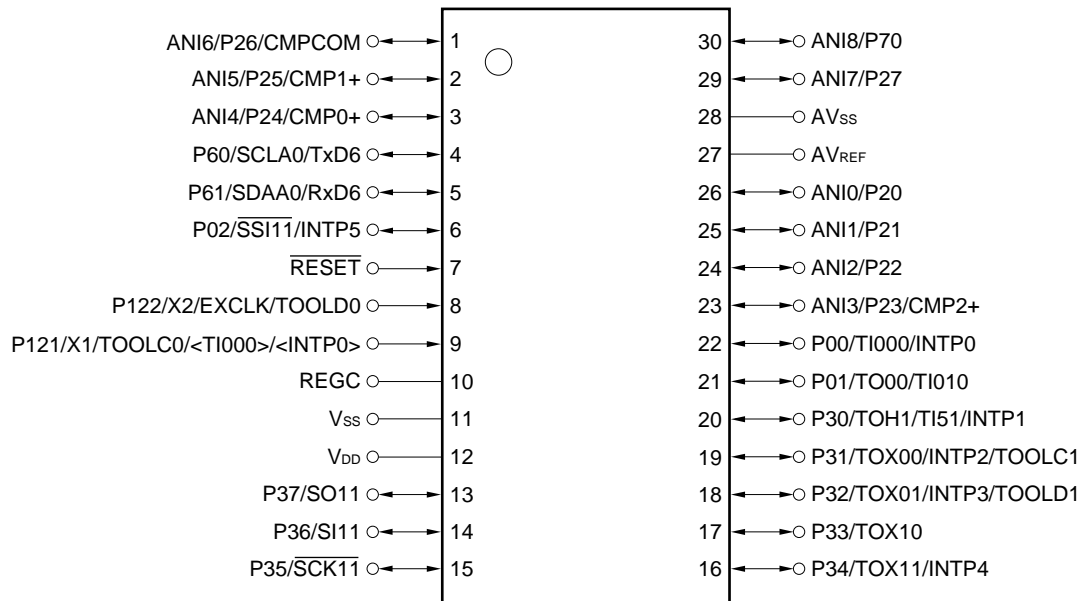 ANI6/P26/CMPCOM 1 30 ANI8/P70
ANI5/P25/CMP1+ 2 29 ANI7/P27
ANI4/P24/CMP0+ 3 28 AVSS
P60/SCLA0/TxD6 4 27 AVREF
P61/SDAA0/RxD6 5 26 ANI0/P20
P02/SSI11/INTP5 6 25 ANI1/P21
RESET 7 24 ANI2/P22
P122/X2/EXCLK/TOOLD0 8 23 ANI3/P23/CMP2+
P121/X1/TOOLC0/<TI000>/<INTP0> 9 22 P00/TI000/INTP0
REGC 10 21 P01/TO00/TI010
VSS 11 20 P30/TOH1/TI51/INTP1
VDD 12 19 P31/TOX00/INTP2/TOOLC1
P37/SO11 13 18 P32/TOX01/INTP3/TOOLD1
P36/SI11 14 17 P33/TOX10
P35/SCK11 15 16 P34/TOX11/INTP4